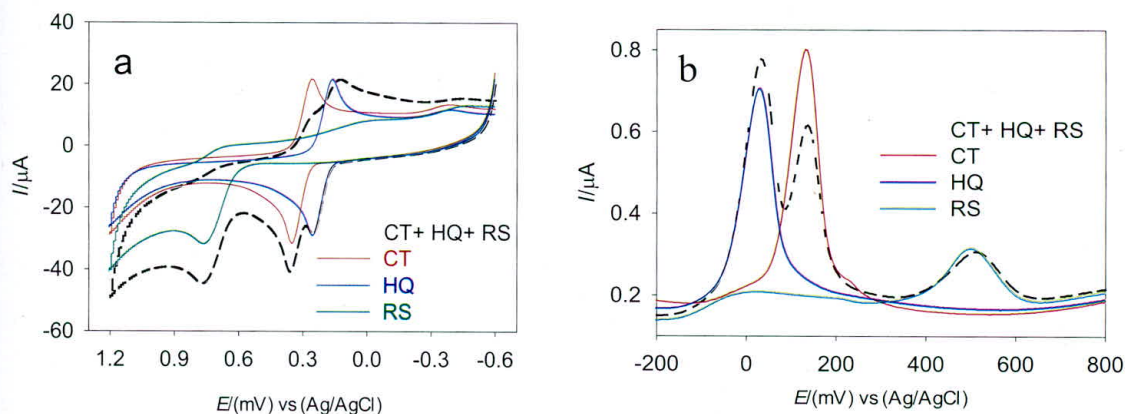 a
I/µA
40
20
0
-20
-40
-60
1.2 0.9 0.6 0.3 0.0 -0.3 -0.6
E/(mV) vs (Ag/AgCl)
CT+ HQ+ RS
CT
HQ
RS
b
I/µA
0.8
0.6
0.4
0.2
-200 0 200 400 600 800
E/(mV) vs (Ag/AgCl)
CT+ HQ+ RS
CT
HQ
RS